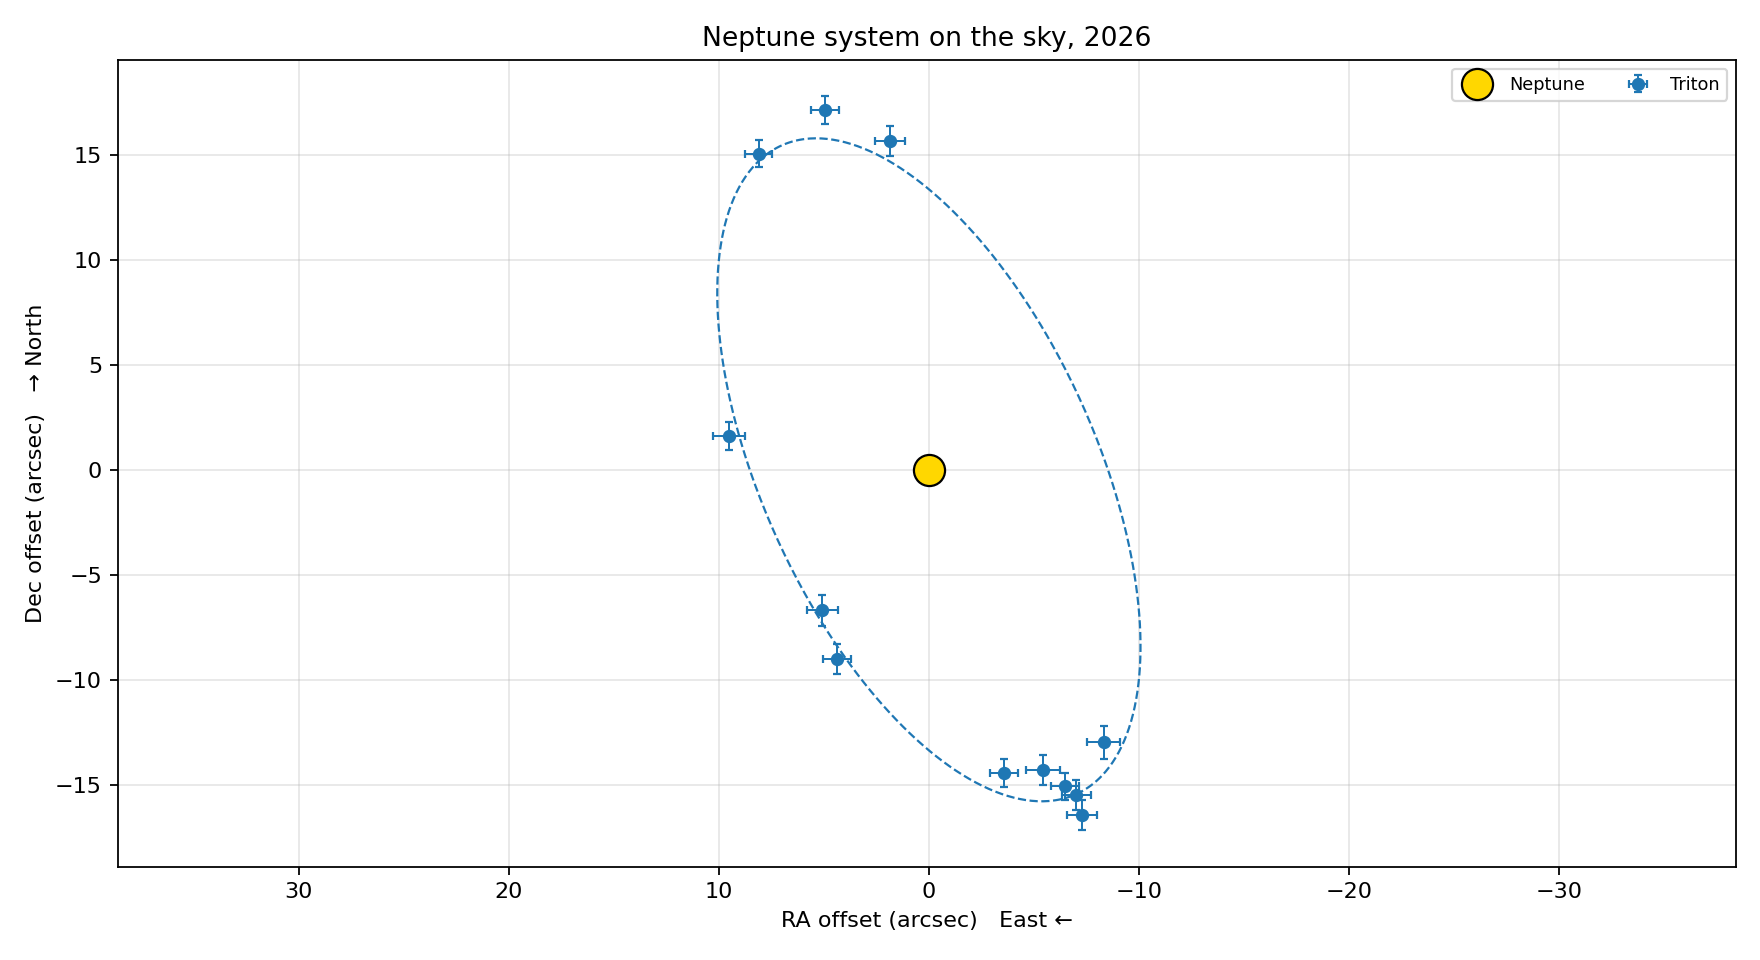 Neptune system on the sky, 2026
Neptune
Triton
15
10
5
0
−5
−10
−15
Dec offset (arcsec) → North
30
20
10
0
−10
−20
−30
RA offset (arcsec) East ←